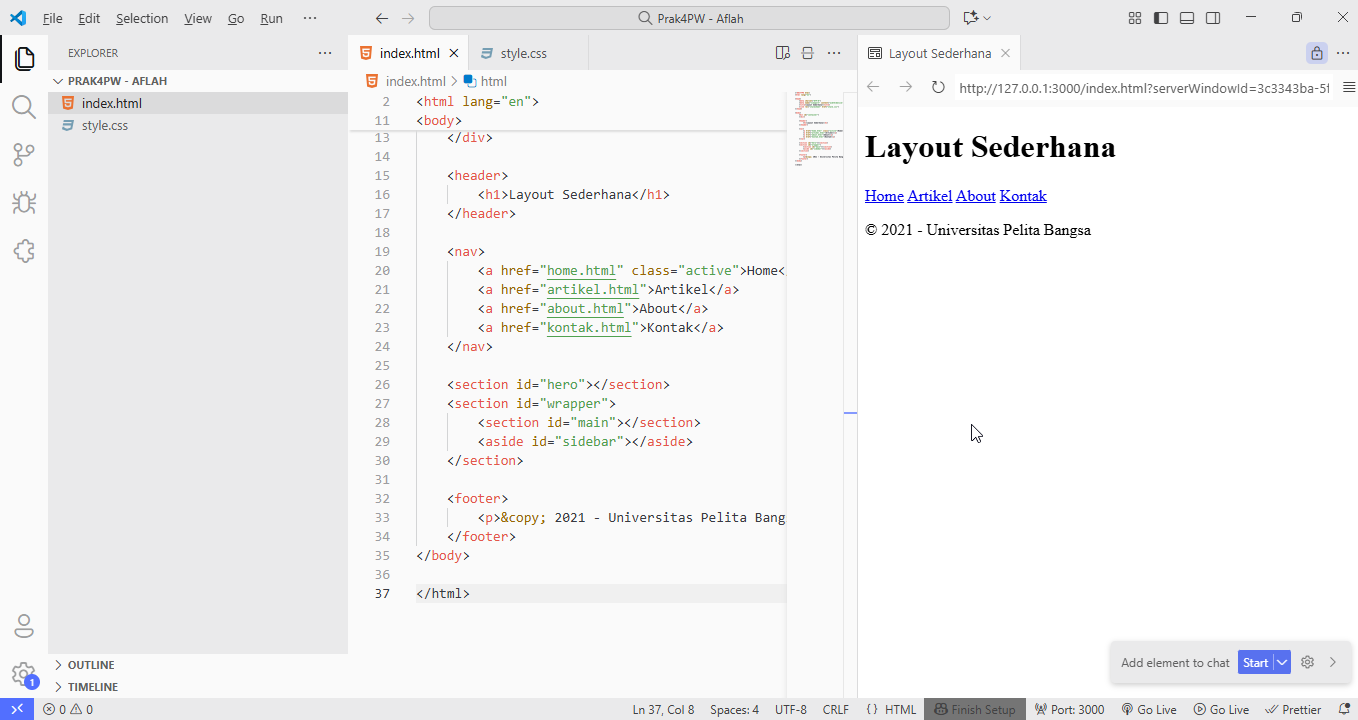 File Edit Selection View Go Run ··· Prak4PW - Aflah
EXPLORER ···
PRAK4PW - AFLAH
index.html
style.css
OUTLINE
TIMELINE
1
index.html style.css ···
index.html > html
2 <html lang="en">
11 <body>
13 </div>
14
15 <header>
16 <h1>Layout Sederhana</h1>
17 </header>
18
19 <nav>
20 <a href="home.html" class="active">Home<
21 <a href="artikel.html">Artikel</a>
22 <a href="about.html">About</a>
23 <a href="kontak.html">Kontak</a>
24 </nav>
25
26 <section id="hero"></section>
27 <section id="wrapper">
28 <section id="main"></section>
29 <aside id="sidebar"></aside>
30 </section>
31
32 <footer>
33 <p>&copy; 2021 - Universitas Pelita Bang
34 </footer>
35 </body>
36
37 </html>
Layout Sederhana ···
http://127.0.0.1:3000/index.html?serverWindowId=3c3343ba-5f
Layout Sederhana
Home Artikel About Kontak
© 2021 - Universitas Pelita Bangsa
Add element to chat Start
0 0 Ln 37, Col 8 Spaces: 4 UTF-8 CRLF {} HTML Finish Setup Port: 3000 Go Live Go Live Prettier